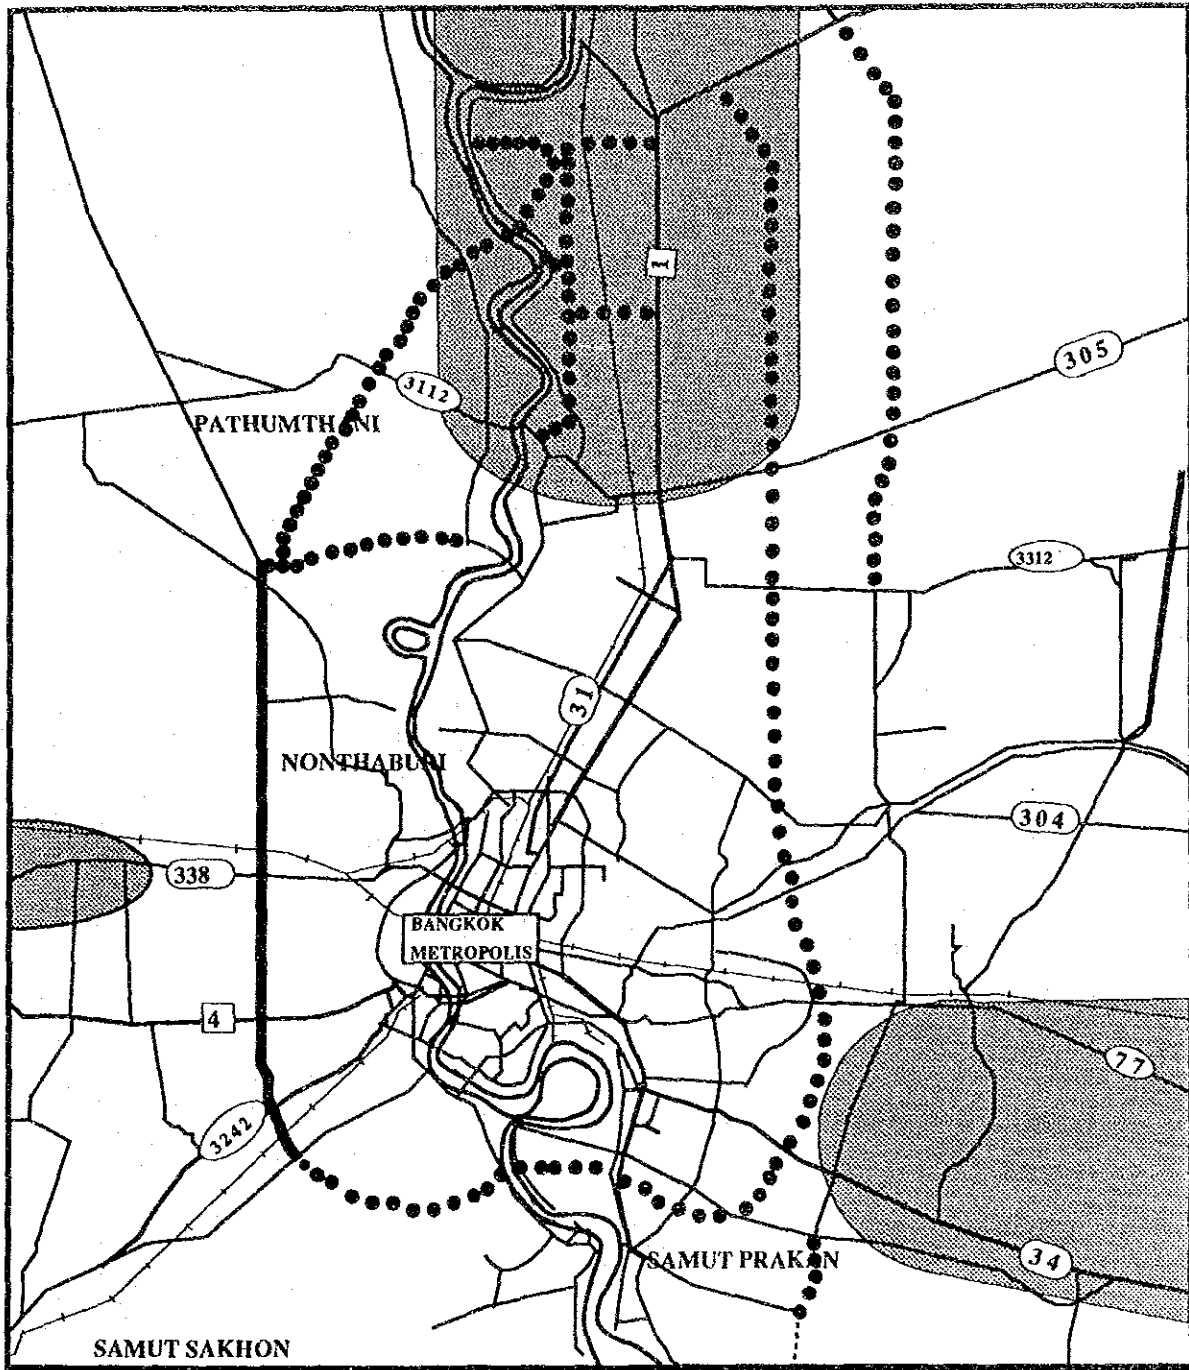 1
305
3112
PATHUMTHANI
3312
31
NONTHABURI
304
338
BANGKOK
METROPOLIS
4
77
3242
SAMUT PRAKAN
34
SAMUT SAKHON